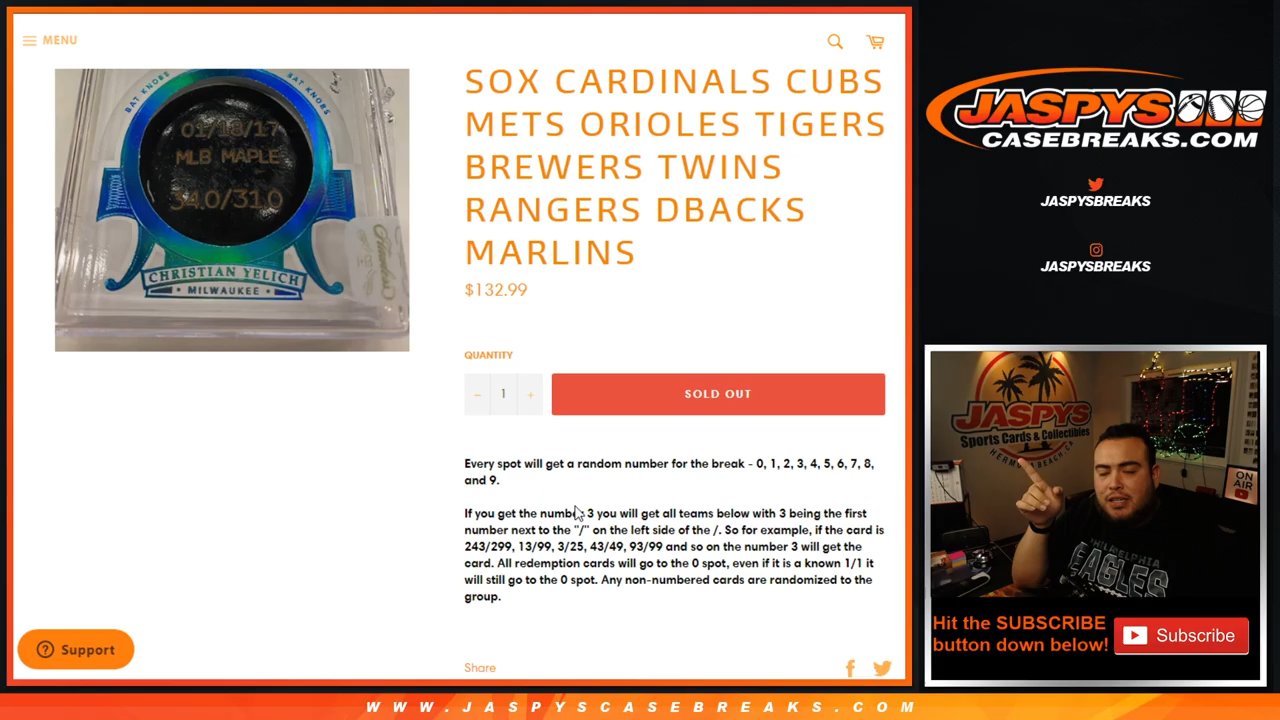 MENU
BAT KNOBS
BAT KNOBS
01/18/17
MLB MAPLE
34.0/31.0
CHRISTIAN YELICH
• MILWAUKEE •
SOX CARDINALS CUBS
METS ORIOLES TIGERS
BREWERS TWINS
RANGERS DBACKS
MARLINS
$132.99
QUANTITY
− 1 +
SOLD OUT
Every spot will get a random number for the break - 0, 1, 2, 3, 4, 5, 6, 7, 8,
and 9.
If you get the number 3 you will get all teams below with 3 being the first
number next to the "/" on the left side of the /. So for example, if the card is
243/299, 13/99, 3/25, 43/49, 93/99 and so on the number 3 will get the
card. All redemption cards will go to the 0 spot, even if it is a known 1/1 it
will still go to the 0 spot. Any non-numbered cards are randomized to the
group.
Support
Share
JASPYS
CASEBREAKS.COM
JASPYSBREAKS
JASPYSBREAKS
JASPYS
Sports Cards & Collectibles
HERMOSA BEACH, CA
ON
AIR
PHILADELPHIA
EAGLES
Hit the SUBSCRIBE
button down below!
Subscribe
WWW.JASPYSCASEBREAKS.COM